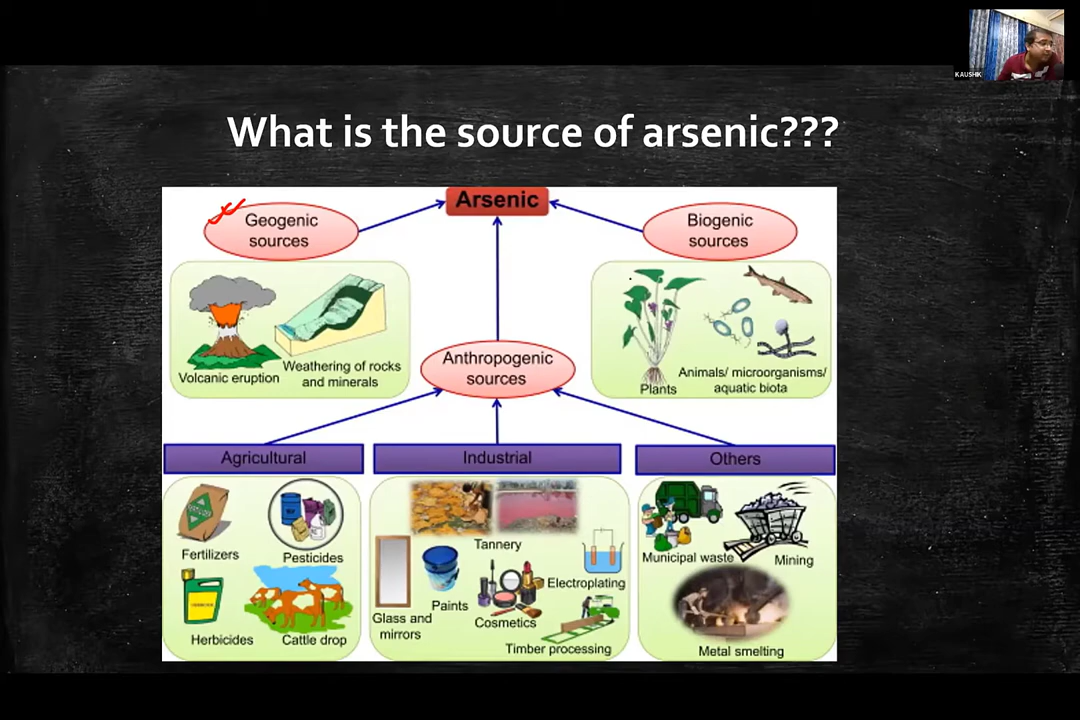 KAUSHIK
What is the source of arsenic???
Arsenic
Geogenic
sources
Biogenic
sources
Volcanic eruption
Weathering of rocks
and minerals
Anthropogenic
sources
Plants
Animals/ microorganisms/
aquatic biota
Agricultural
Industrial
Others
Fertilizers
Pesticides
Herbicides
Cattle drop
Tannery
Glass and
mirrors
Paints
Cosmetics
Electroplating
Timber processing
Municipal waste
Mining
Metal smelting